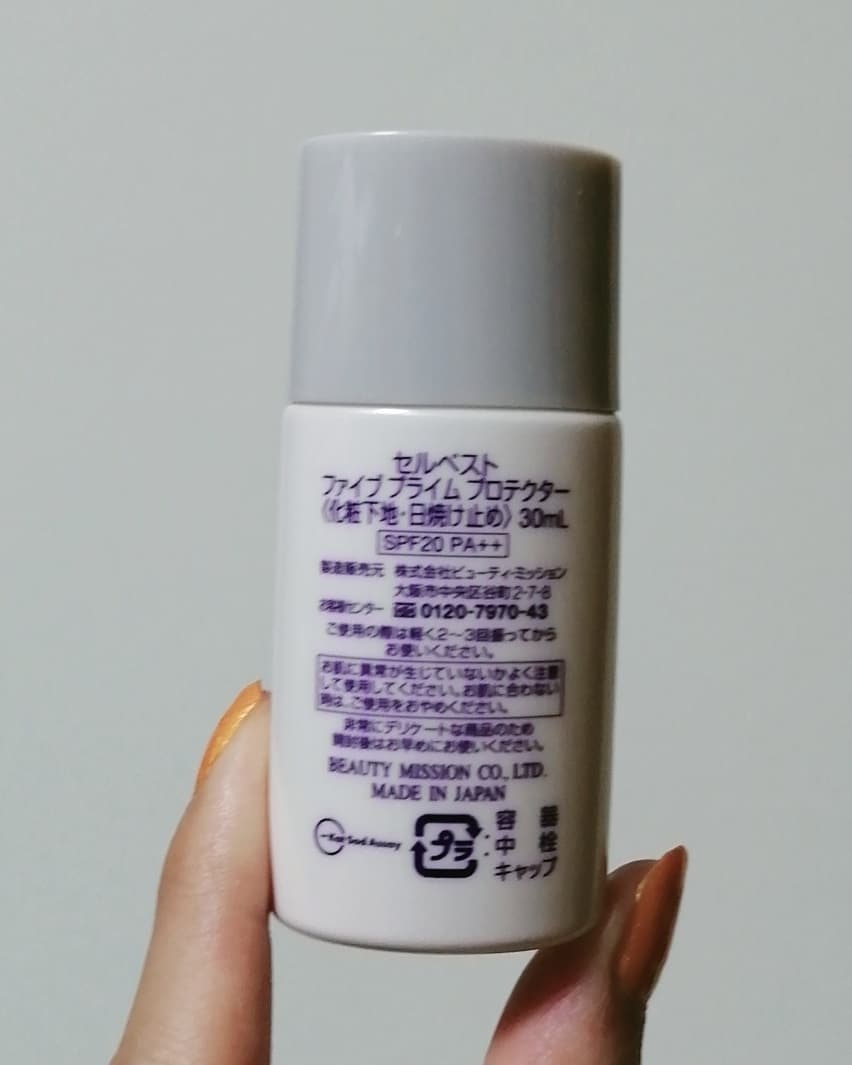 セルベスト
ファイブ プライム プロテクター
〈化粧下地・日焼け止め〉 30mL
SPF20 PA++
製造販売元 株式会社ビューティ・ミッション
大阪市中央区谷町2-7-8
お客様センター 0120-7970-43
ご使用の際は軽く2〜3回振ってから
お使いください。
お肌に異常が生じていないかよく注意
して使用してください。お肌に合わない
時は、ご使用をおやめください。
非常にデリケートな商品のため
開封後はお早めにお使いください。
BEAUTY MISSION CO., LTD.
MADE IN JAPAN
Sod Assay
プラ : 容器
中栓
キャップ